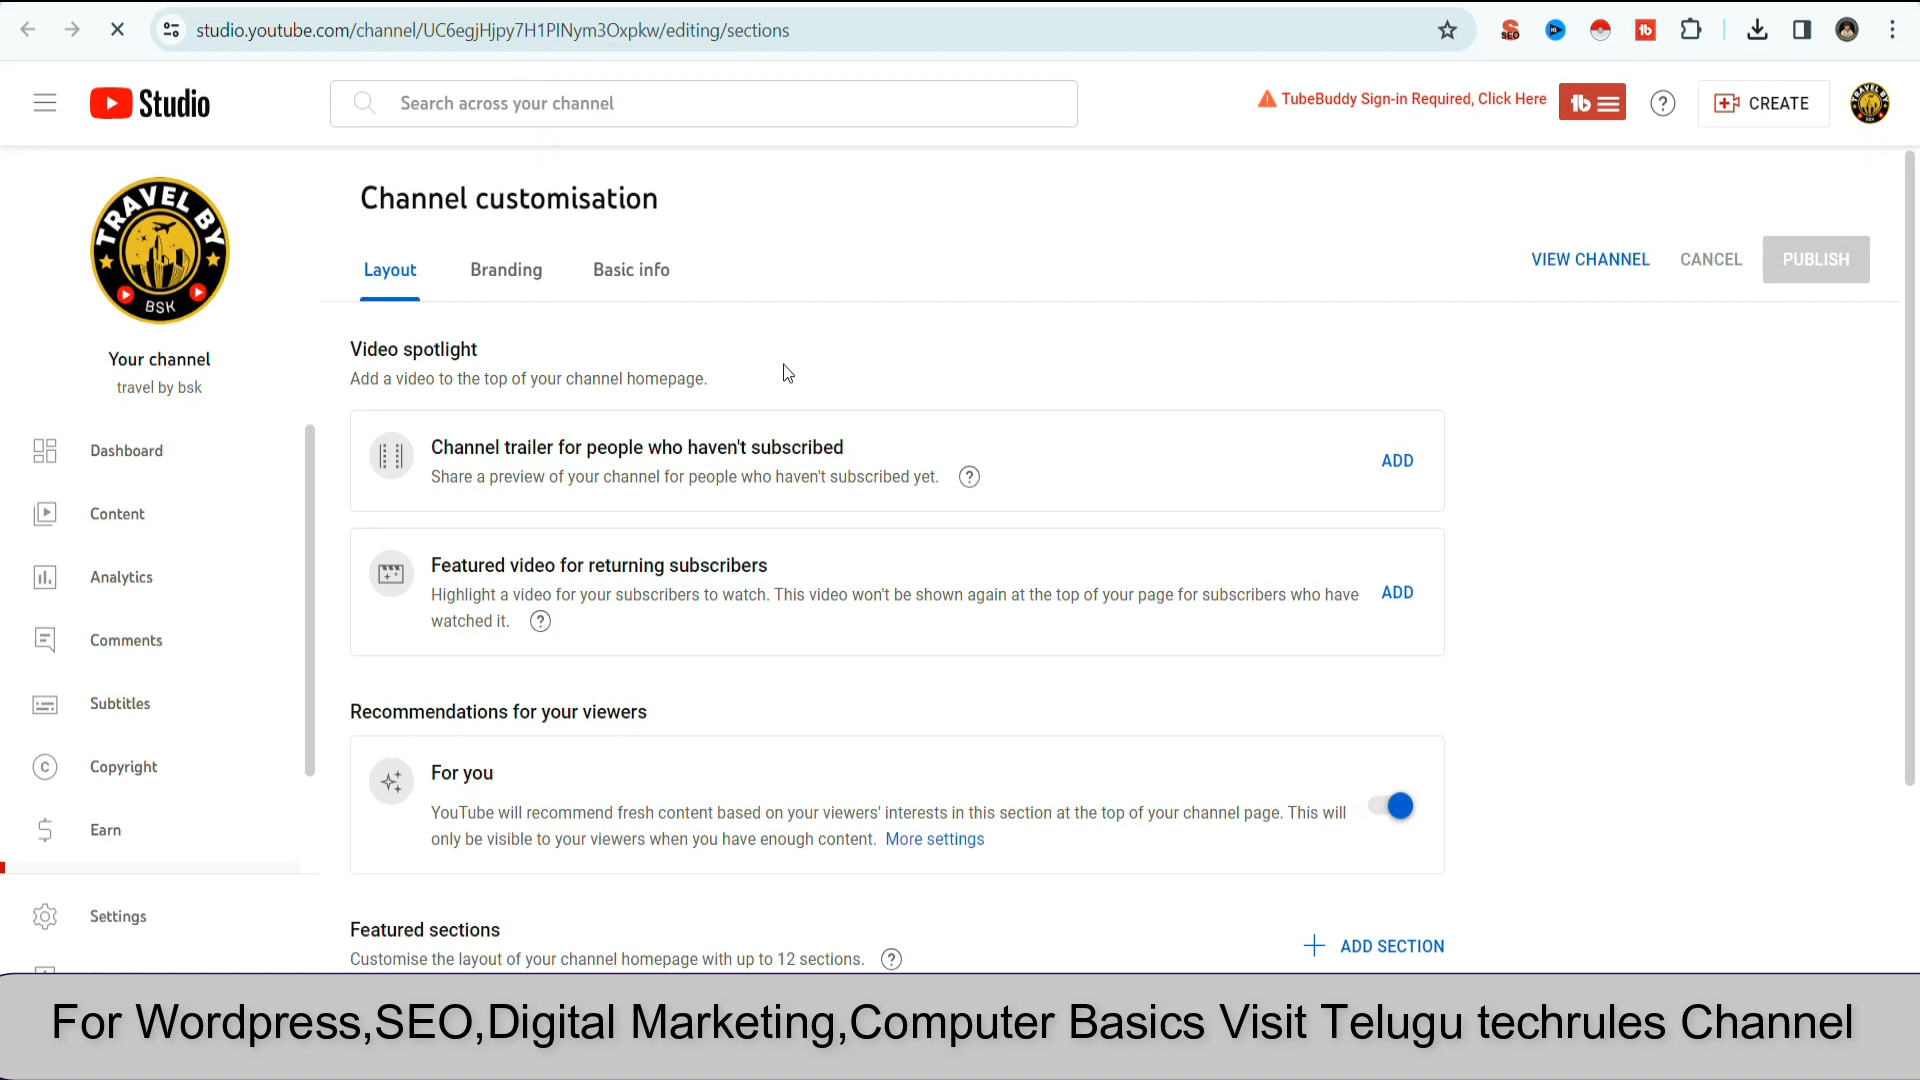 studio.youtube.com/channel/UC6egjHjpy7H1PlNym3Oxpkw/editing/sections
SEO
tb
Studio
Search across your channel
TubeBuddy Sign-in Required, Click Here
tb
CREATE
TRAVEL BY
BSK
Channel customisation
Layout
Branding
Basic info
VIEW CHANNEL
CANCEL
PUBLISH
Your channel
travel by bsk
Dashboard
Content
Analytics
Comments
Subtitles
Copyright
Earn
Settings
Video spotlight
Add a video to the top of your channel homepage.
Channel trailer for people who haven't subscribed
Share a preview of your channel for people who haven't subscribed yet.
ADD
Featured video for returning subscribers
Highlight a video for your subscribers to watch. This video won't be shown again at the top of your page for subscribers who have
watched it.
ADD
Recommendations for your viewers
For you
YouTube will recommend fresh content based on your viewers' interests in this section at the top of your channel page. This will
only be visible to your viewers when you have enough content. More settings
Featured sections
Customise the layout of your channel homepage with up to 12 sections.
ADD SECTION
For Wordpress,SEO,Digital Marketing,Computer Basics Visit Telugu techrules Channel